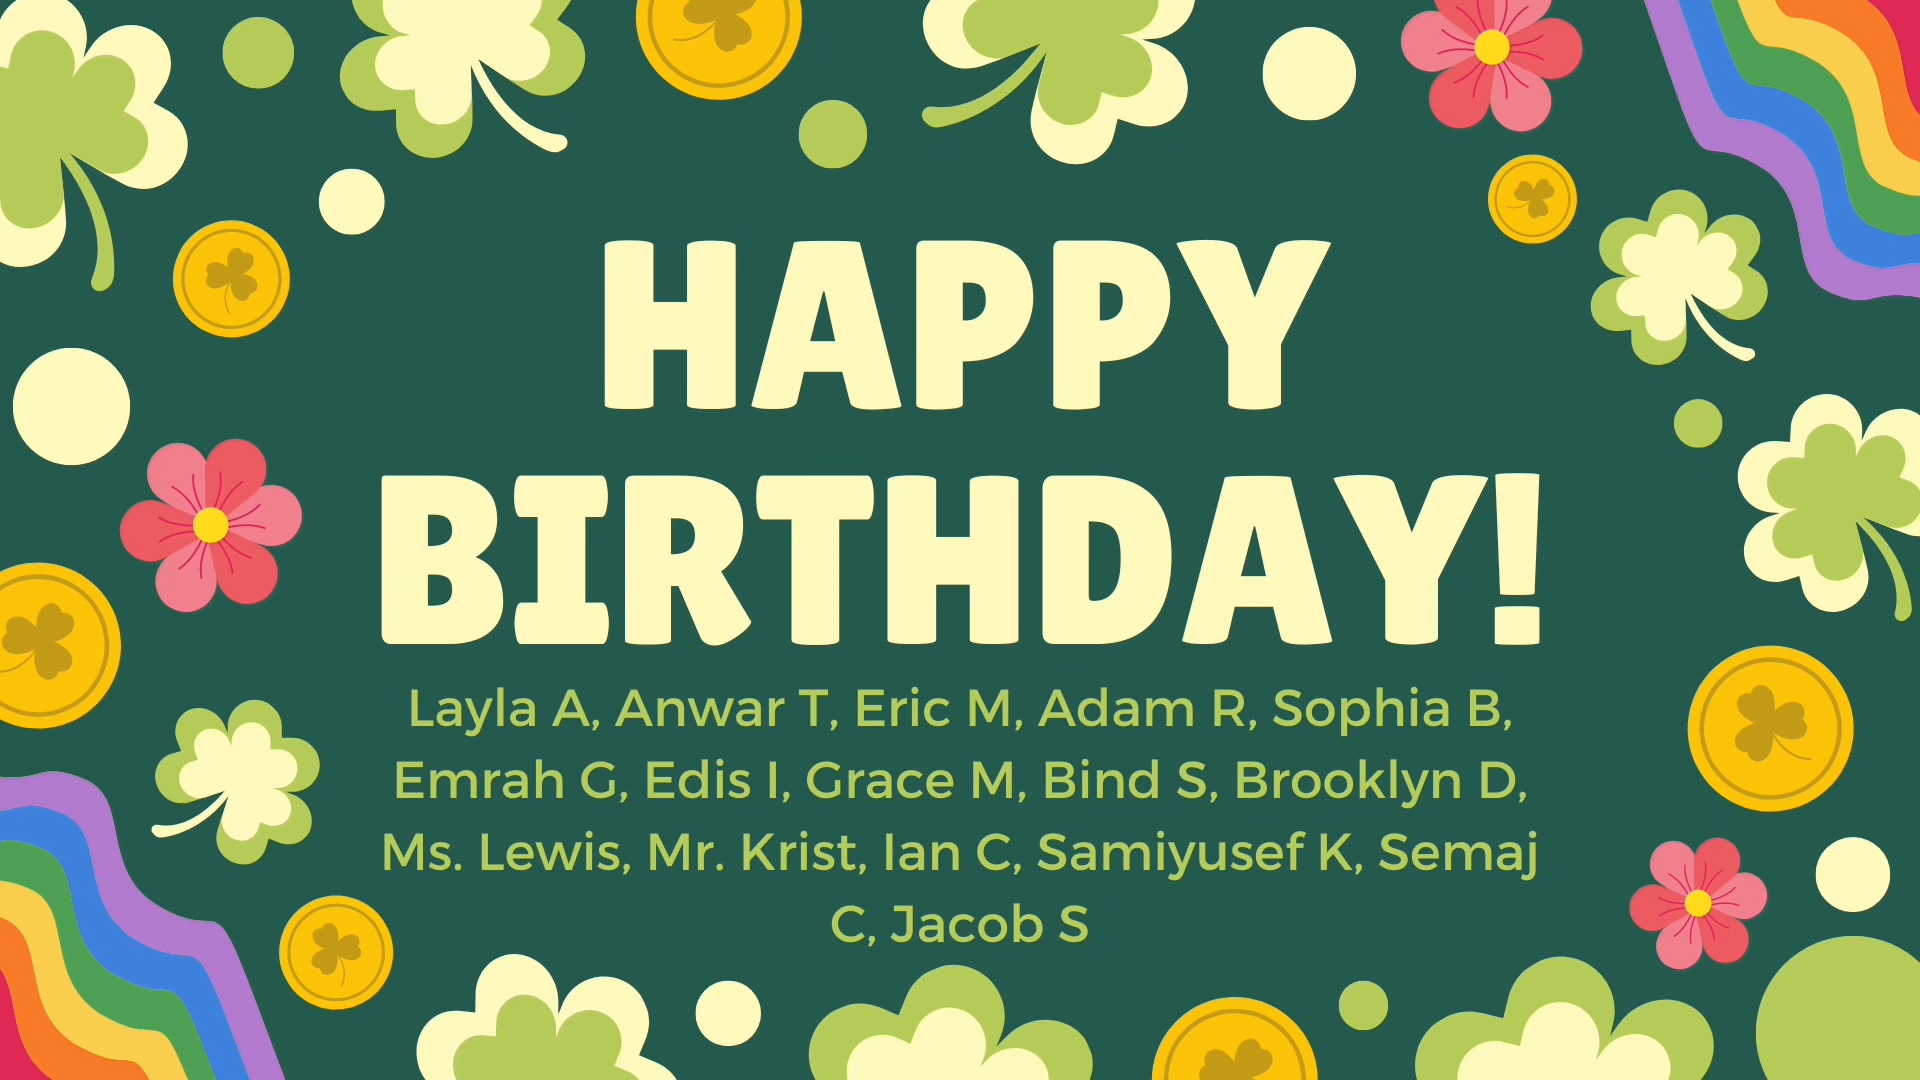 HAPPY
BIRTHDAY!
Layla A, Anwar T, Eric M, Adam R, Sophia B,
Emrah G, Edis I, Grace M, Bind S, Brooklyn D,
Ms. Lewis, Mr. Krist, Ian C, Samiyusef K, Semaj
C, Jacob S